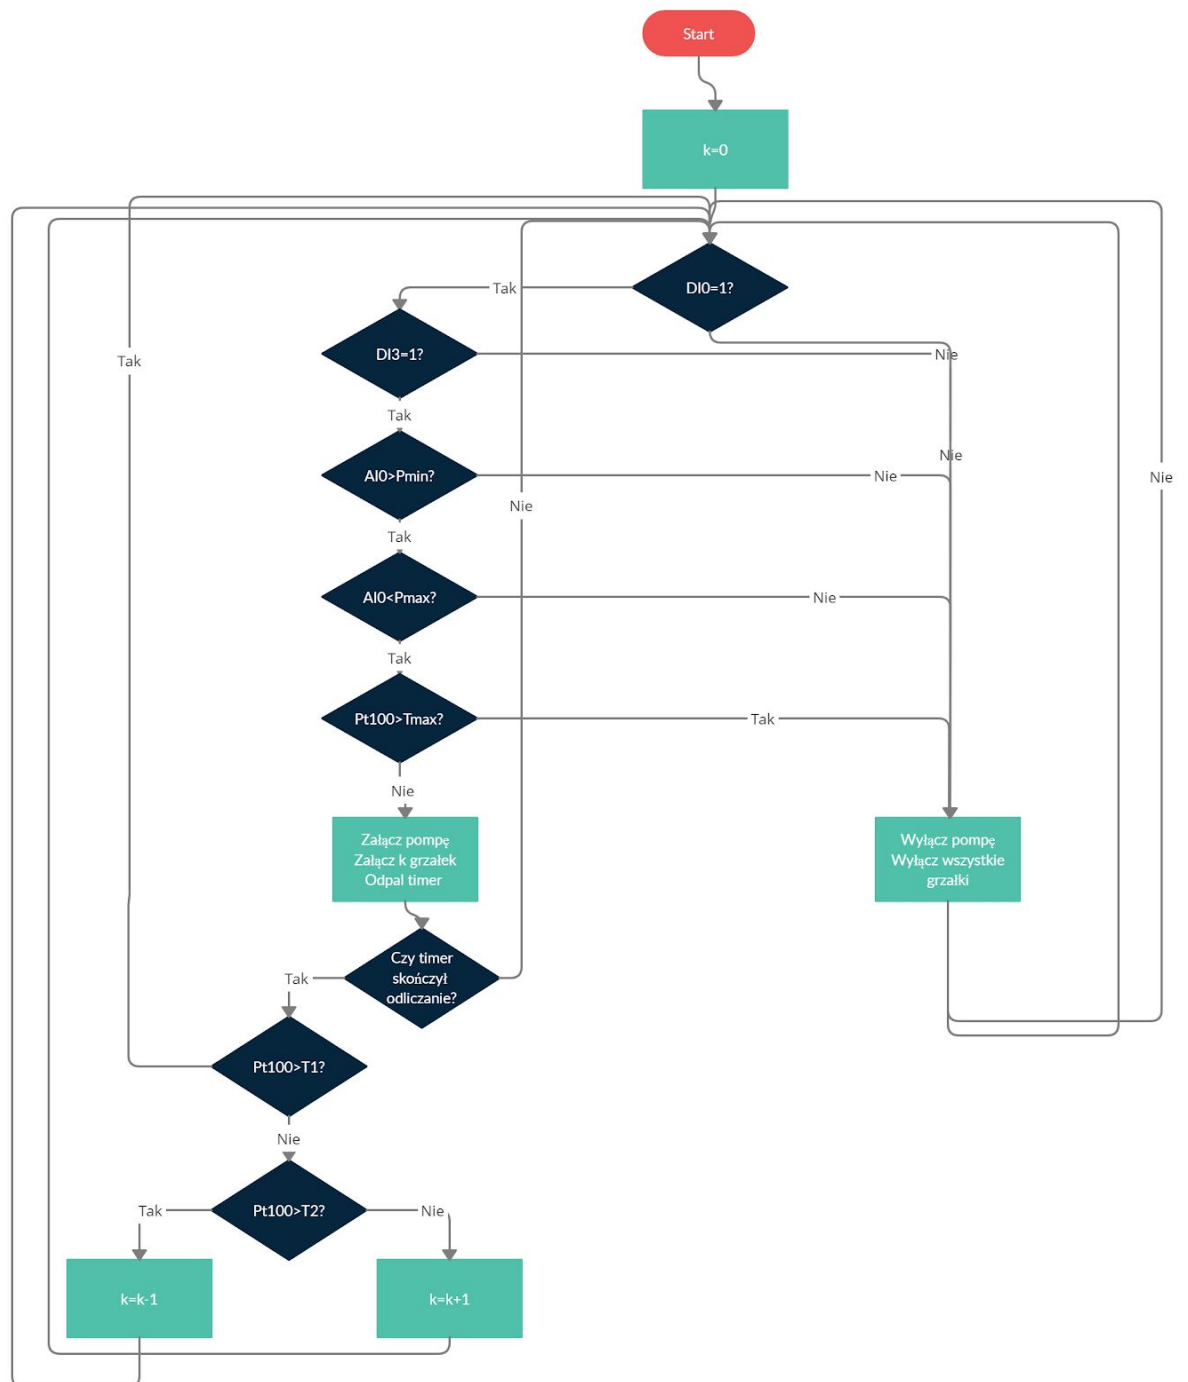 Start
k=0
DI0=1?
Tak
DI3=1?
Nie
Tak
Tak
Nie
AI0>Pmin?
Nie
Nie
Nie
Tak
AI0<Pmax?
Nie
Tak
Pt100>Tmax?
Tak
Nie
Załącz pompę
Załącz k grzałek
Odpal timer
Wyłącz pompę
Wyłącz wszystkie
grzałki
Czy timer
skończył
odliczanie?
Tak
Pt100>T1?
Nie
Pt100>T2?
Tak
Nie
k=k-1
k=k+1